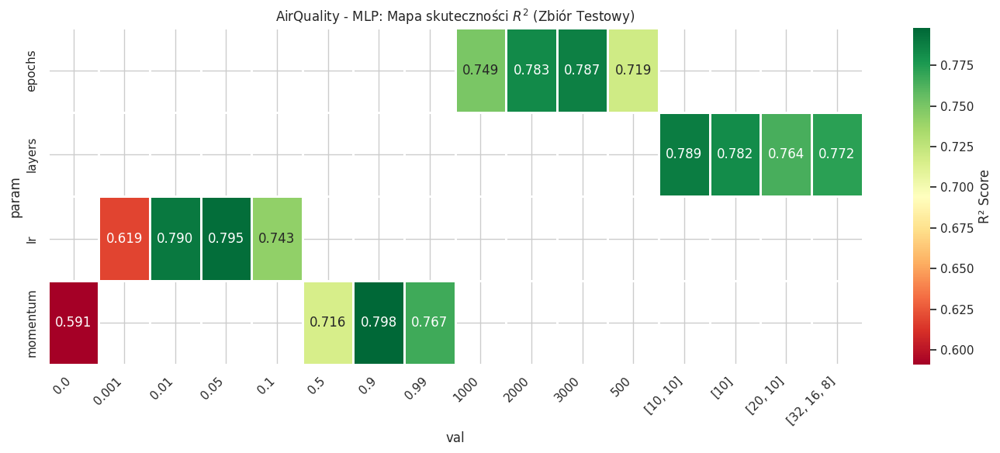 AirQuality - MLP: Mapa skuteczności R² (Zbiór Testowy)
epochs
0.749 0.783 0.787 0.719
layers
0.789 0.782 0.764 0.772
lr
0.619 0.790 0.795 0.743
momentum
0.591 0.716 0.798 0.767
param
0.0 0.001 0.01 0.05 0.1 0.5 0.9 0.99 1000 2000 3000 500 [10, 10] [10] [20, 10] [32, 16, 8]
val
0.775
0.750
0.725
0.700
0.675
0.650
0.625
0.600
R² Score